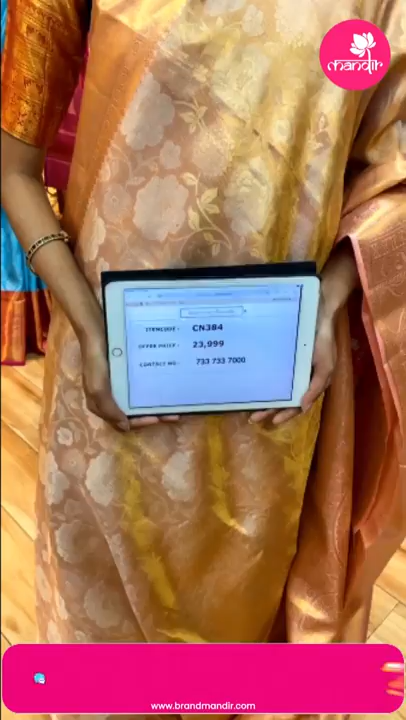 mandir
ITEMCODE : CN384
OFFER PRICE : 23,999
CONTACT NO : 733 733 7000
www.brandmandir.com